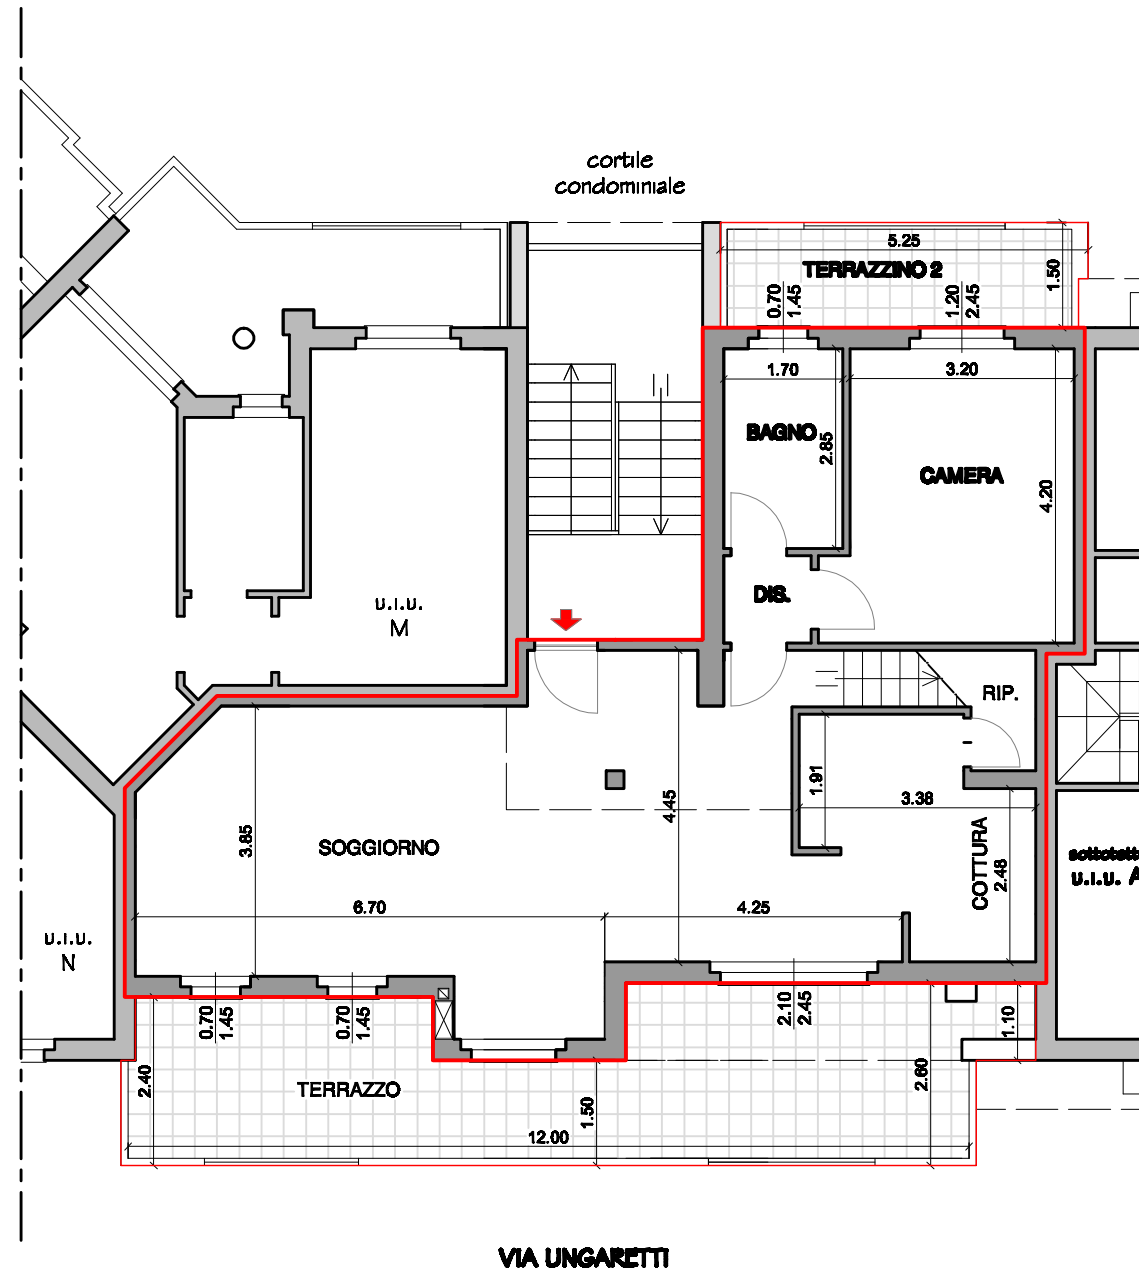 cortile
condominiale
5.25
TERRAZZINO 2
1.50
0.70
1.45
1.20
2.45
1.70
3.20
BAGNO
2.85
CAMERA
4.20
DIS.
u.i.u.
M
RIP.
1.91
3.38
4.45
3.85
SOGGIORNO
COTTURA
2.48
u.i.u. A
6.70
4.25
u.i.u.
N
0.70
1.45
0.70
1.45
2.10
2.45
1.10
2.40
TERRAZZO
1.50
2.60
12.00
VIA UNGARETTI